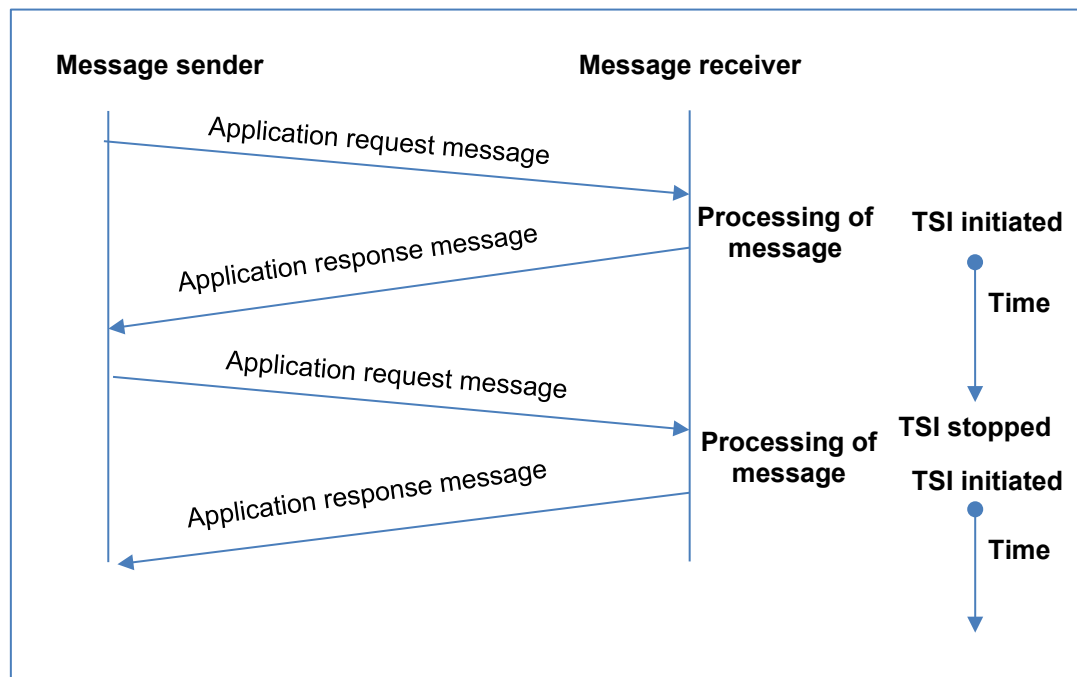 Message sender
Message receiver
Application request message
Processing of
message
TSI initiated
Application response message
Time
Application request message
TSI stopped
Processing of
message
TSI initiated
Application response message
Time